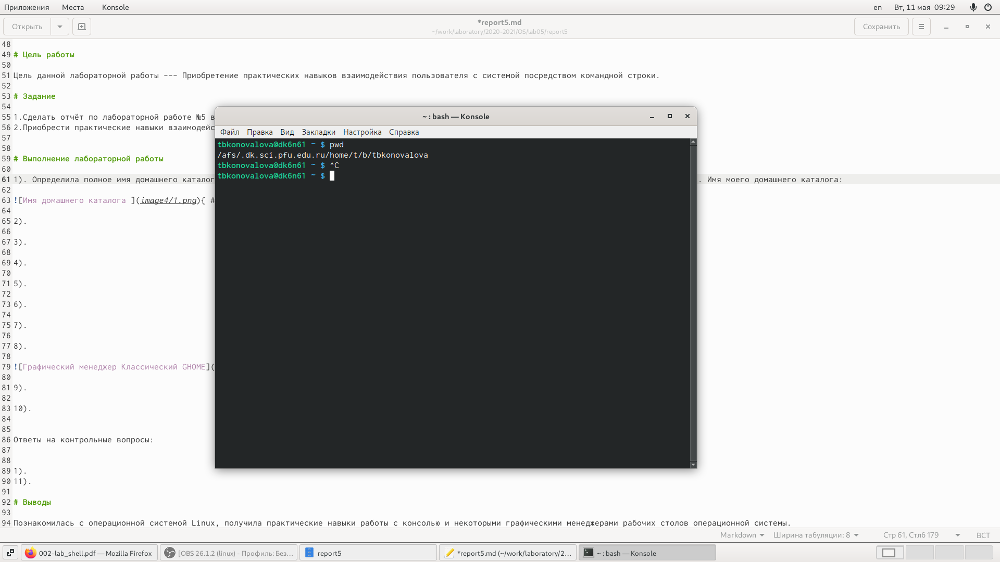 Приложения Места Konsole en Вт, 11 мая 09:29
Открыть *report5.md Сохранить
~/work/laboratory/2020-2021/OS/lab05/report5
48
49 # Цель работы
50
51 Цель данной лабораторной работы --- Приобретение практических навыков взаимодействия пользователя с системой посредством командной строки.
52
53 # Задание
54
55 1.Сделать отчёт по лабораторной работе №5 в
56 2.Приобрести практические навыки взаимодейс
57
58
59 # Выполнение лабораторной работы
60
61 1). Определила полное имя домашнего каталог . Имя моего домашнего каталога:
62
63 ![Имя домашнего каталога ](image4/1.png){ #
64
65 2).
66
67 3).
68
69 4).
70
71 5).
72
73 6).
74
75 7).
76
77 8).
78
79 ![Графический менеджер Классический GHOME](
80
81 9).
82
83 10).
84
85
86 Ответы на контрольные вопросы:
87
88
89 1).
90 11).
91
92 # Выводы
93
94 Познакомилась с операционной системой Linux, получила практические навыки работы с консолью и некоторыми графическими менеджерами рабочих столов операционной системы.
~ : bash — Konsole
Файл Правка Вид Закладки Настройка Справка
tbkonovalova@dk6n61 ~ $ pwd
/afs/.dk.sci.pfu.edu.ru/home/t/b/tbkonovalova
tbkonovalova@dk6n61 ~ $ ^C
tbkonovalova@dk6n61 ~ $
Markdown Ширина табуляции: 8 Стр 61, Стлб 179 ВСТ
002-lab_shell.pdf — Mozilla Firefox [OBS 26.1.2 (linux) - Профиль: Без... report5 *report5.md (~/work/laboratory/2... ~ : bash — Konsole